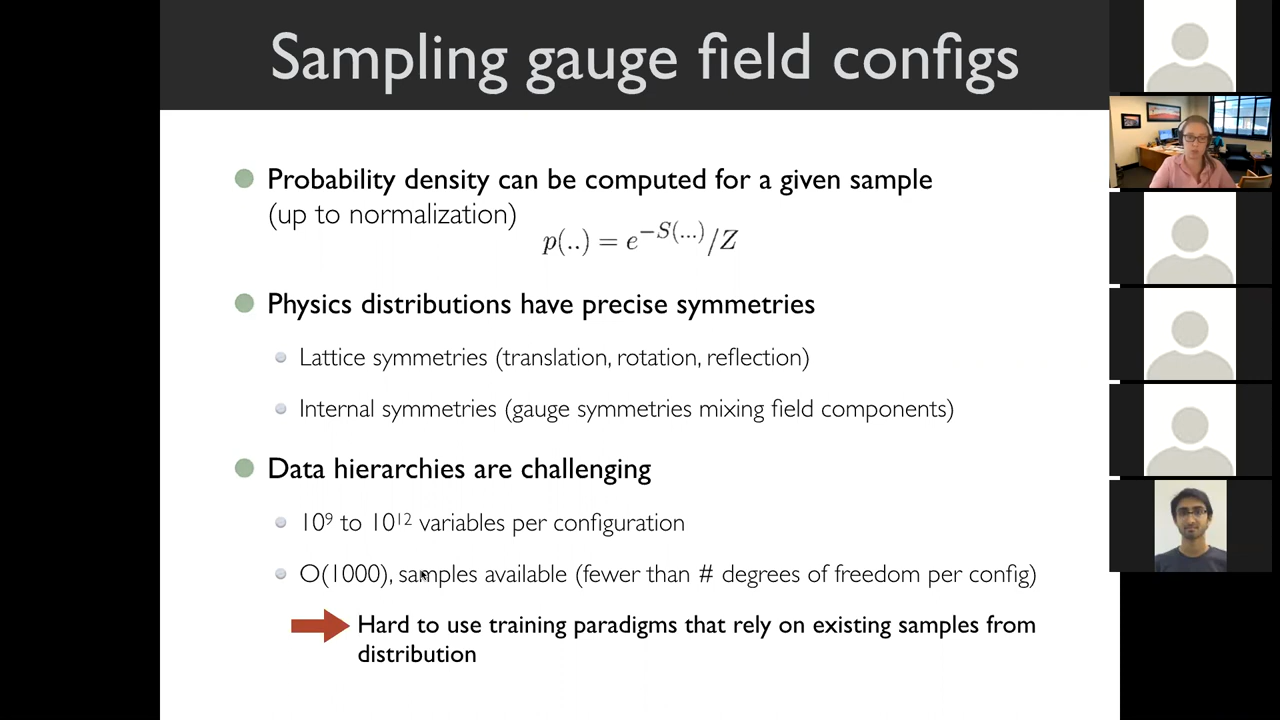 Sampling gauge field configs
Probability density can be computed for a given sample
(up to normalization)
p(..) = e^{−S(...)}/Z
Physics distributions have precise symmetries
Lattice symmetries (translation, rotation, reflection)
Internal symmetries (gauge symmetries mixing field components)
Data hierarchies are challenging
10⁹ to 10¹² variables per configuration
O(1000), samples available (fewer than # degrees of freedom per config)
Hard to use training paradigms that rely on existing samples from
distribution